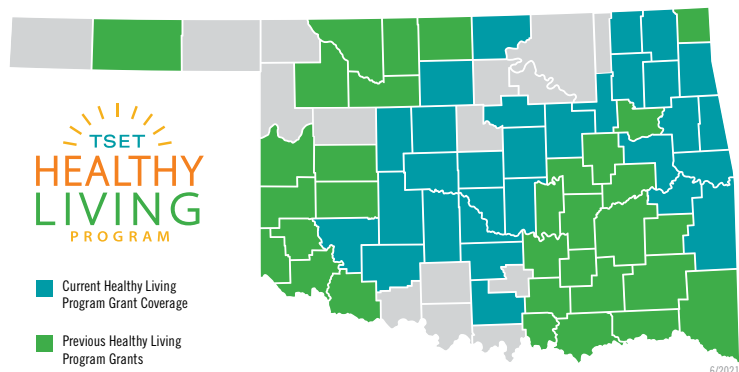 TSET
HEALTHY
LIVING
PROGRAM
Current Healthy Living
Program Grant Coverage
Previous Healthy Living
Program Grants
6/2021